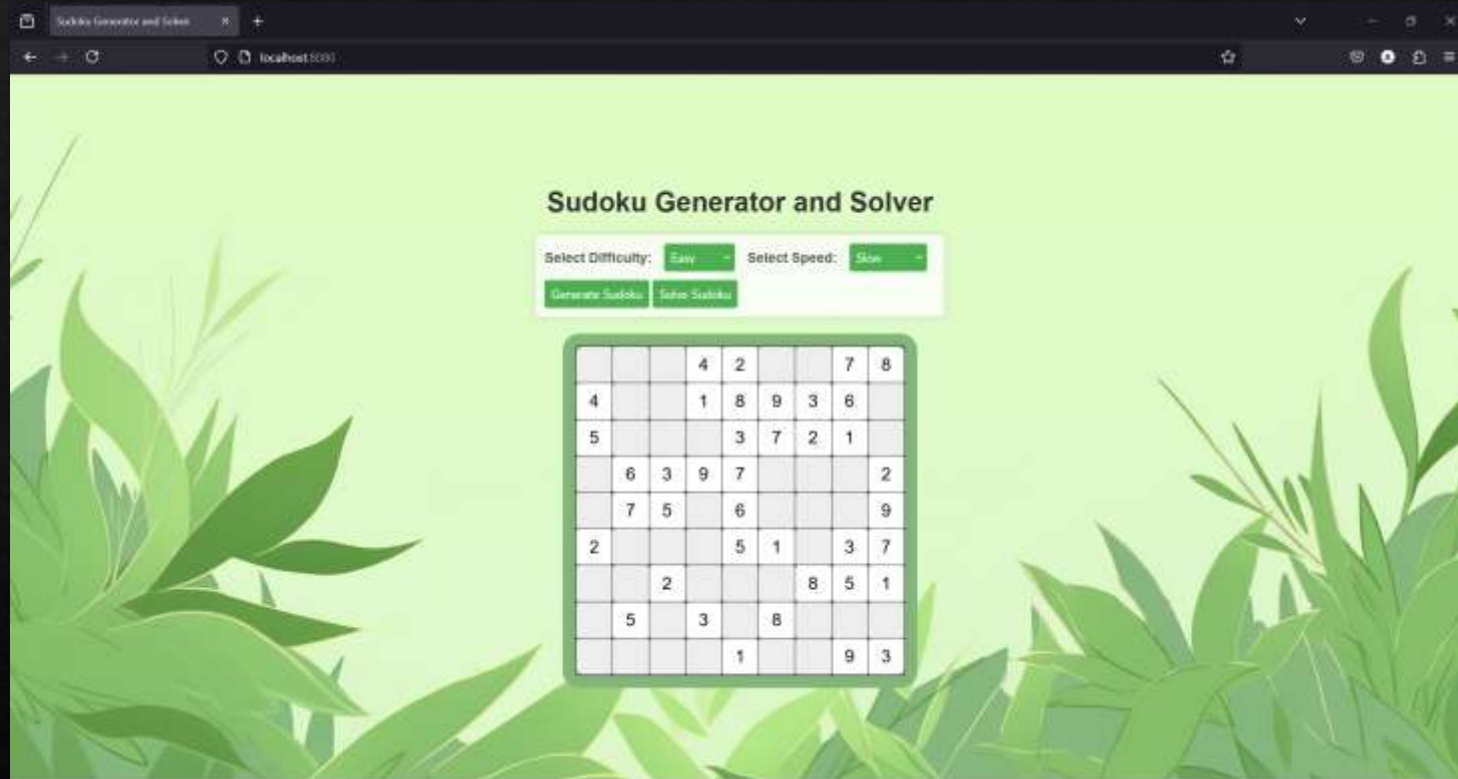 Sudoku Generator and Solver
localhost:8080
Sudoku Generator and Solver
Select Difficulty: Easy Select Speed: Slow
Generate Sudoku Solve Sudoku
4 2 7 8
4 1 8 9 3 6
5 3 7 2 1
6 3 9 7 2
7 5 6 9
2 5 1 3 7
2 8 5 1
5 3 8
1 9 3